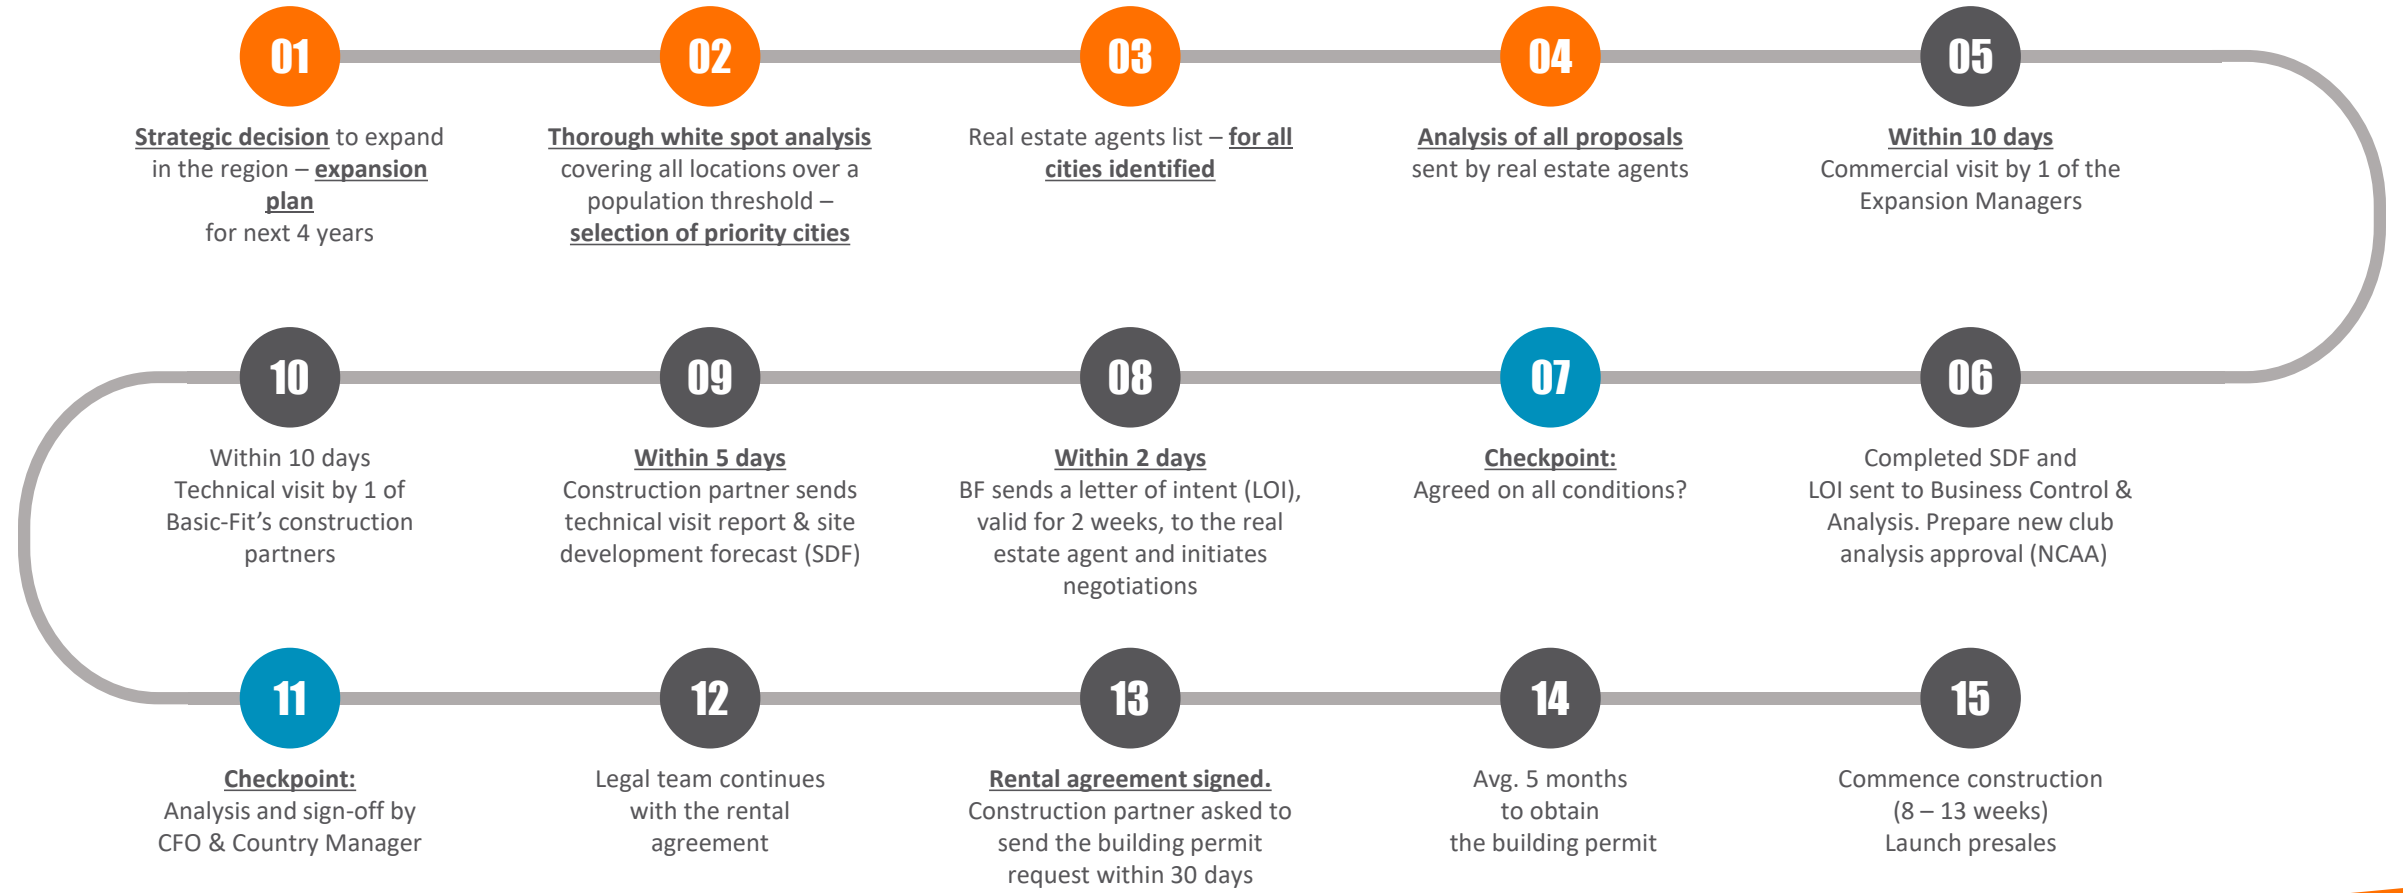 01
Strategic decision to expand
in the region – expansion
plan
for next 4 years
02
Thorough white spot analysis
covering all locations over a
population threshold –
selection of priority cities
03
Real estate agents list – for all
cities identified
04
Analysis of all proposals
sent by real estate agents
05
Within 10 days
Commercial visit by 1 of the
Expansion Managers
10
Within 10 days
Technical visit by 1 of
Basic-Fit’s construction
partners
09
Within 5 days
Construction partner sends
technical visit report & site
development forecast (SDF)
08
Within 2 days
BF sends a letter of intent (LOI),
valid for 2 weeks, to the real
estate agent and initiates
negotiations
07
Checkpoint:
Agreed on all conditions?
06
Completed SDF and
LOI sent to Business Control &
Analysis. Prepare new club
analysis approval (NCAA)
11
Checkpoint:
Analysis and sign-off by
CFO & Country Manager
12
Legal team continues
with the rental
agreement
13
Rental agreement signed.
Construction partner asked to
send the building permit
request within 30 days
14
Avg. 5 months
to obtain
the building permit
15
Commence construction
(8 – 13 weeks)
Launch presales